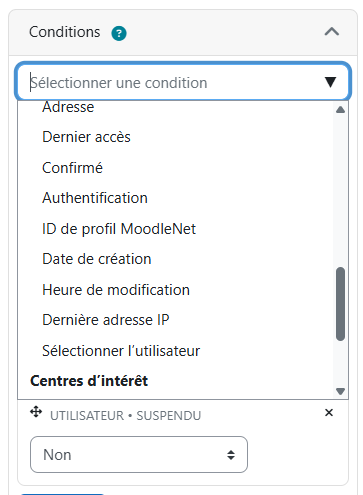 Conditions ?
Sélectionner une condition
Adresse
Dernier accès
Confirmé
Authentification
ID de profil MoodleNet
Date de création
Heure de modification
Dernière adresse IP
Sélectionner l’utilisateur
Centres d’intérêt
UTILISATEUR • SUSPENDU
Non